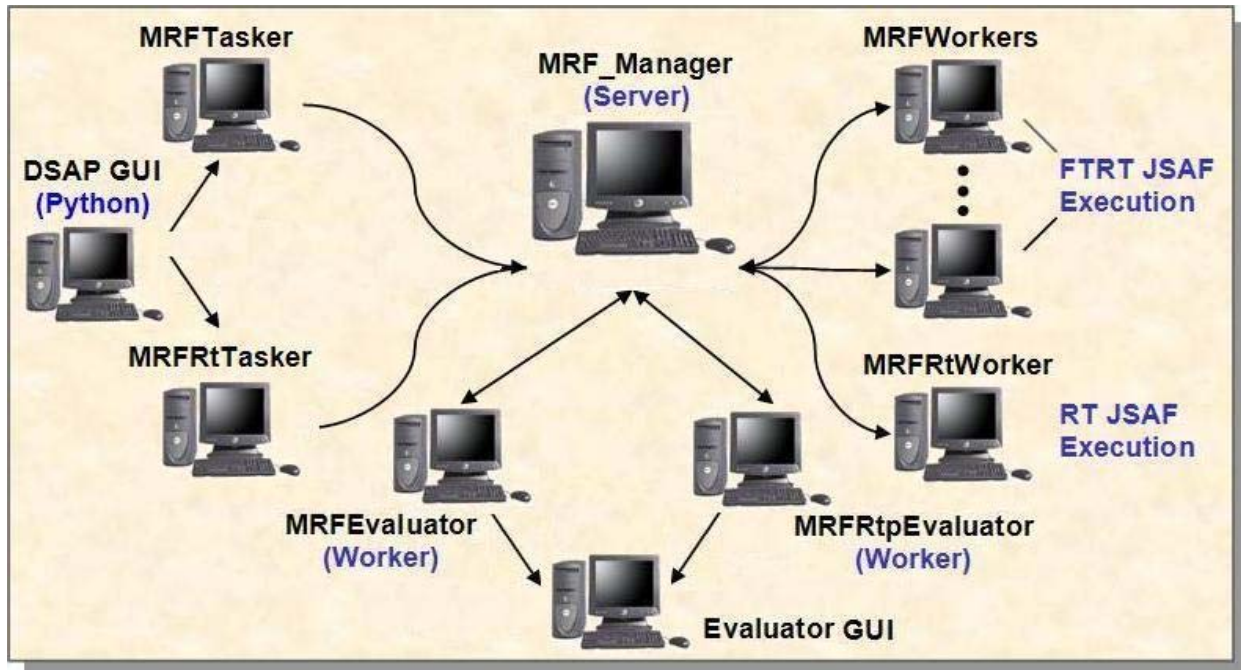 MRFTasker
MRF_Manager
(Server)
MRFWorkers
DSAP GUI
(Python)
FTRT JSAF
Execution
MRFRtTasker
MRFRtWorker
RT JSAF
Execution
MRFEvaluator
(Worker)
MRFRtpEvaluator
(Worker)
Evaluator GUI